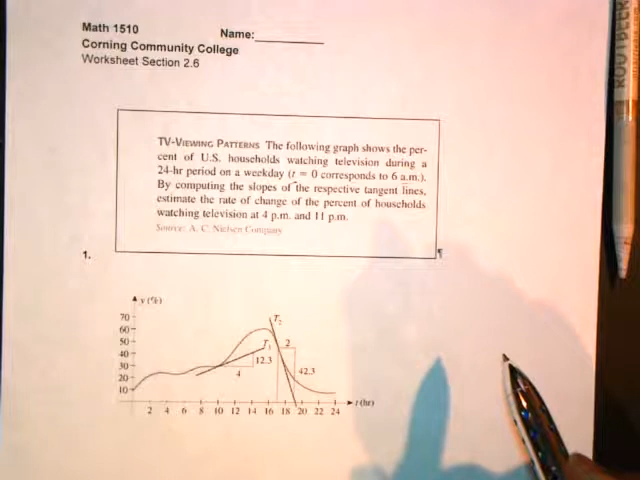 Math 1510
Name:
Corning Community College
Worksheet Section 2.6
TV-VIEWING PATTERNS The following graph shows the per-
cent of U.S. households watching television during a
24-hr period on a weekday (t = 0 corresponds to 6 a.m.).
By computing the slopes of the respective tangent lines,
estimate the rate of change of the percent of households
watching television at 4 p.m. and 11 p.m.
Source: A. C. Nielsen Company
1.
y (%)
70
60
50
40
30
20
10
T₂
T₁
2
12.3
4
42.3
2 4 6 8 10 12 14 16 18 20 22 24
t (hr)
ROOT BEER